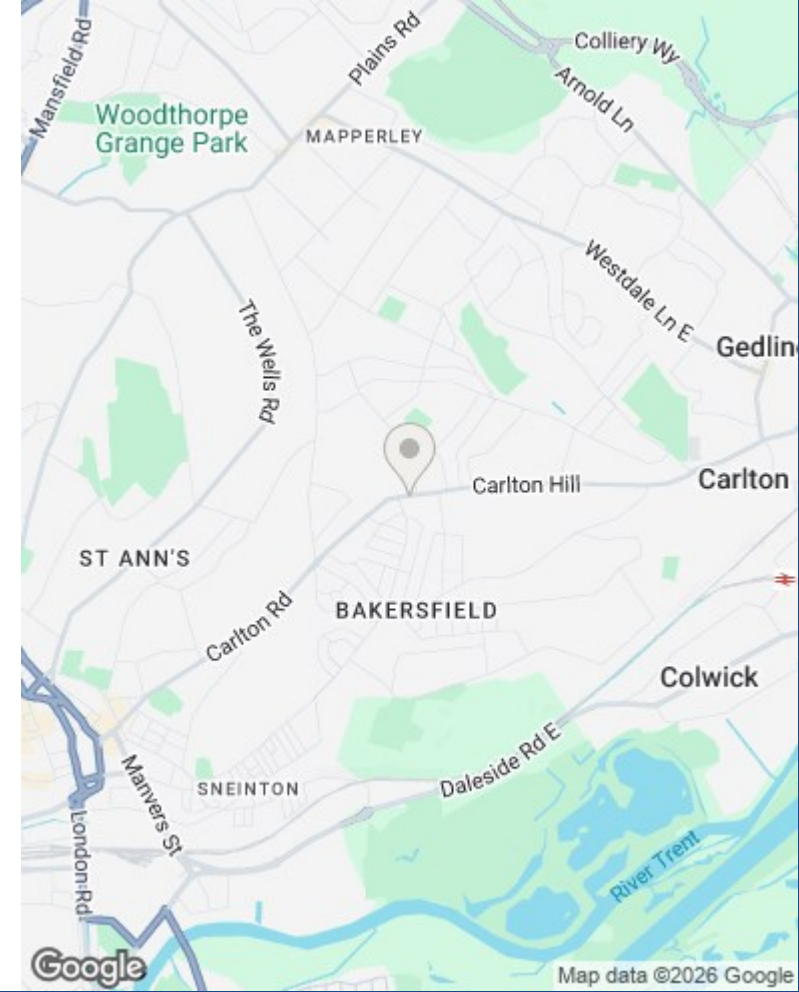 Mansfield Rd
Plains Rd
Colliery Wy
Arnold Ln
Woodthorpe
Grange Park
MAPPERLEY
Westdale Ln E
The Wells Rd
Gedlin
Carlton Hill
Carlton
ST ANN'S
Carlton Rd
BAKERSFIELD
Colwick
Daleside Rd E
Manvers St
SNEINTON
London Rd
River Trent
Google
Map data ©2026 Google